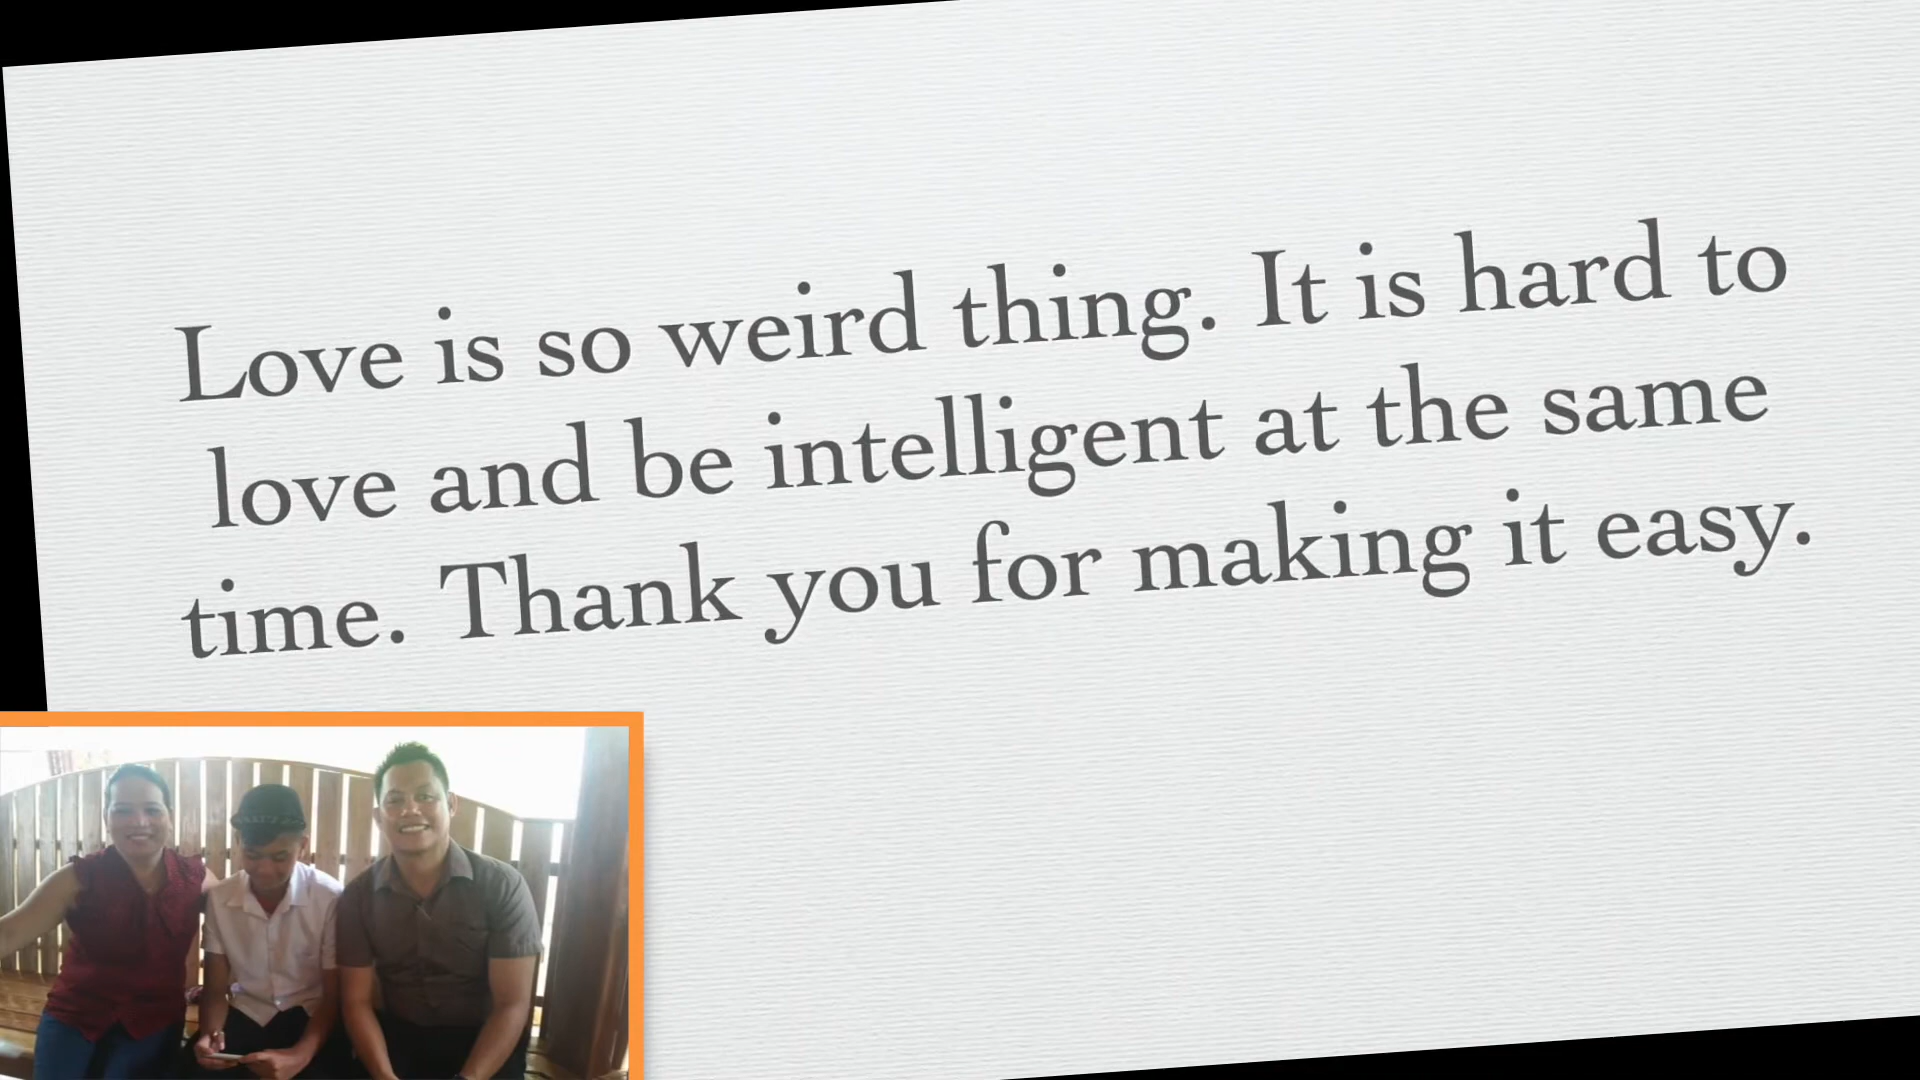 Love is so weird thing. It is hard to
love and be intelligent at the same
time. Thank you for making it easy.